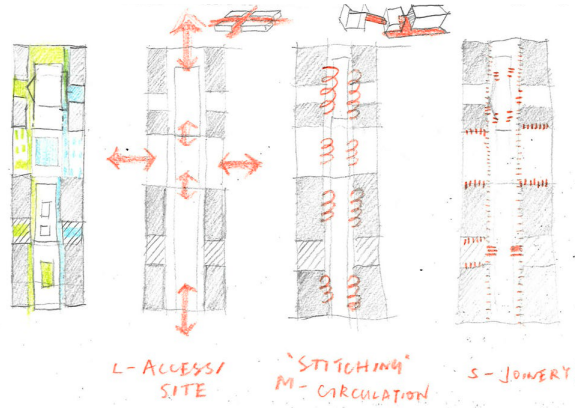 L - ACCESS/
SITE
"STITCHING"
M - CIRCULATION
S - JOINERY